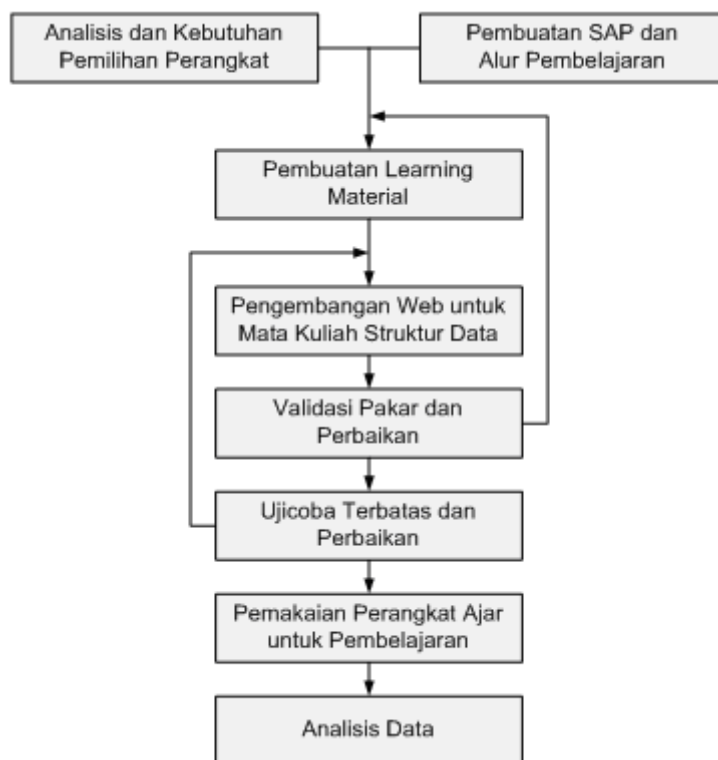 Analisis dan Kebutuhan
Pemilihan Perangkat
Pembuatan SAP dan
Alur Pembelajaran
Pembuatan Learning
Material
Pengembangan Web untuk
Mata Kuliah Struktur Data
Validasi Pakar dan
Perbaikan
Ujicoba Terbatas dan
Perbaikan
Pemakaian Perangkat Ajar
untuk Pembelajaran
Analisis Data